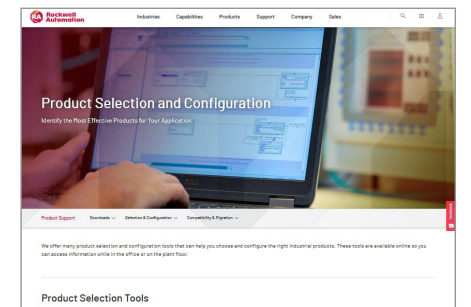 Rockwell
Automation
Industries Capabilities Products Support Company Sales
Product Selection and Configuration
Identify the Most Effective Products for Your Application
DELL
Product Support Downloads Selection & Configuration Compatibility & Migration
We offer many product selection and configuration tools that can help you choose and configure the right industrial products. These tools are available online so you
can access information while in the office or on the plant floor.
Product Selection Tools